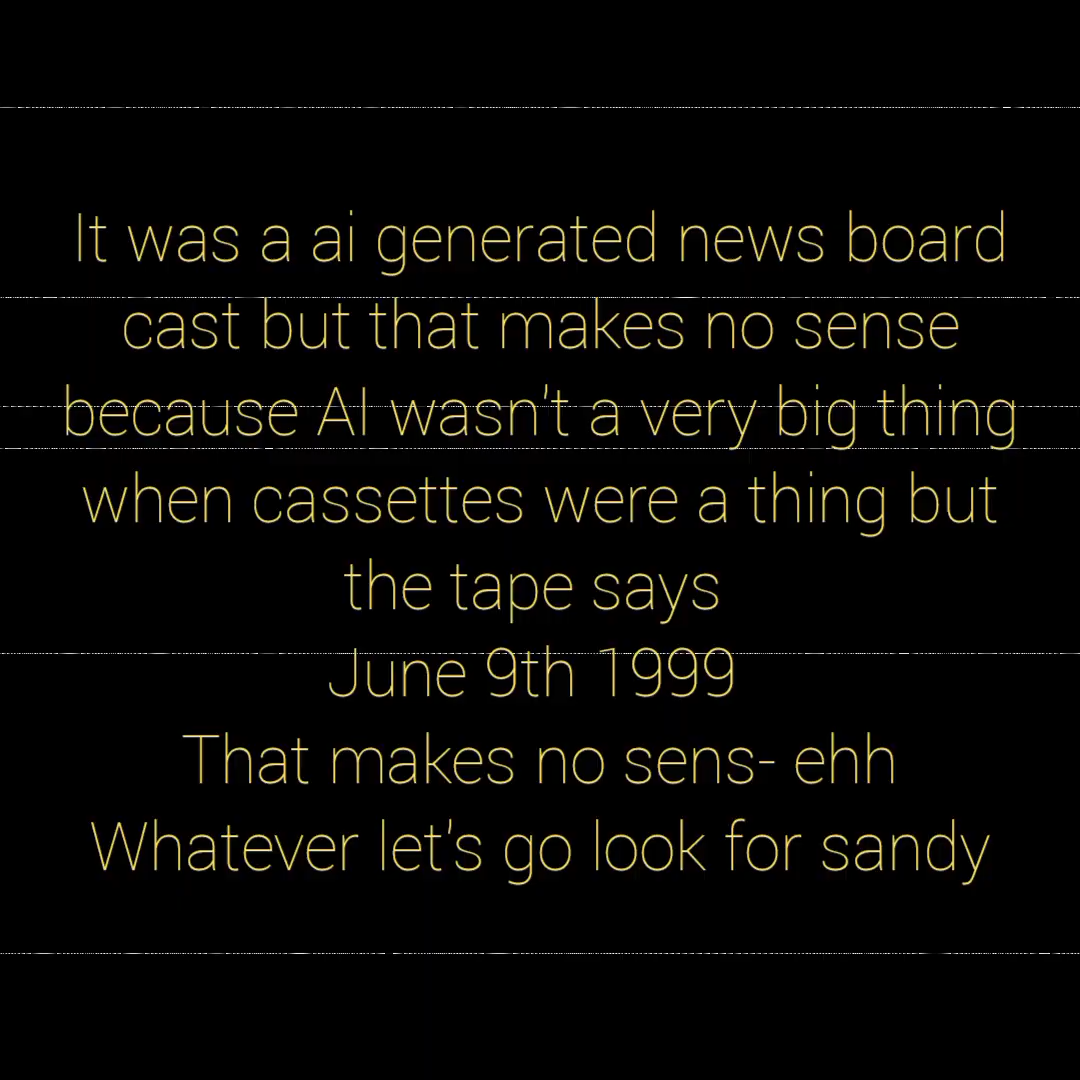 It was a ai generated news board
cast but that makes no sense
because AI wasn't a very big thing
when cassettes were a thing but
the tape says
June 9th 1999
That makes no sens- ehh
Whatever let's go look for sandy